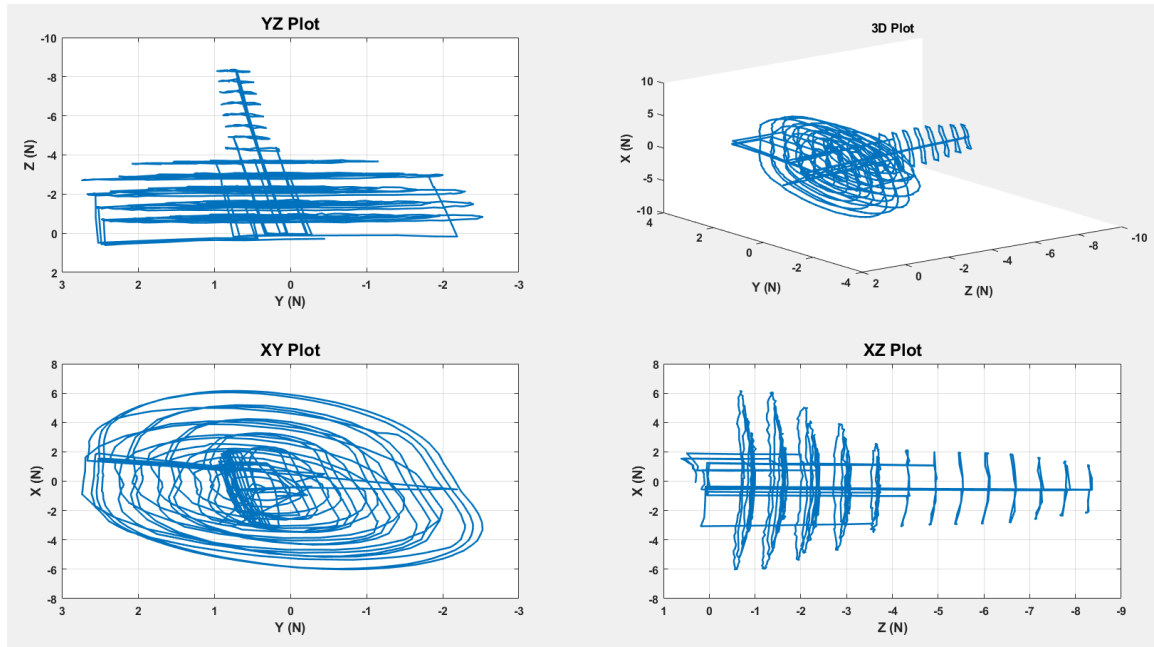 YZ Plot
-10
-8
-6
-4
-2
0
2
Z (N)
3 2 1 0 -1 -2 -3
Y (N)
3D Plot
10
5
0
-5
-10
X (N)
4 2 0 -2 -4
Y (N)
2 0 -2 -4 -6 -8 -10
Z (N)
XY Plot
8
6
4
2
0
-2
-4
-6
-8
X (N)
3 2 1 0 -1 -2 -3
Y (N)
XZ Plot
8
6
4
2
0
-2
-4
-6
-8
X (N)
1 0 -1 -2 -3 -4 -5 -6 -7 -8 -9
Z (N)